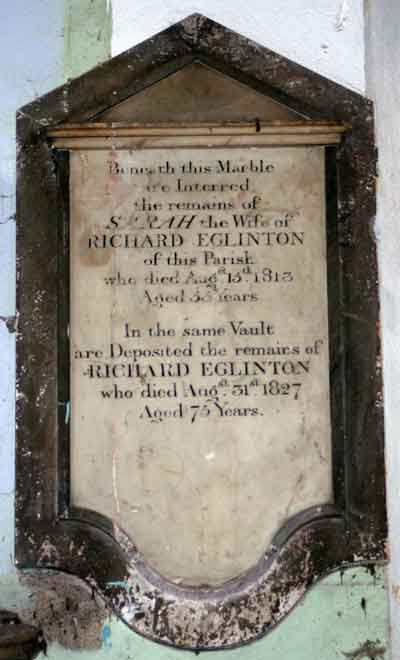 Beneath this Marble
are Interred
the remains of
SARAH the Wife of
RICHARD EGLINTON
of this Parish
who died Augst 15th 1813
Aged Years
In the same Vault
are Deposited the remains of
RICHARD EGLINTON
who died Augst 31st 1827
Aged 75 Years.